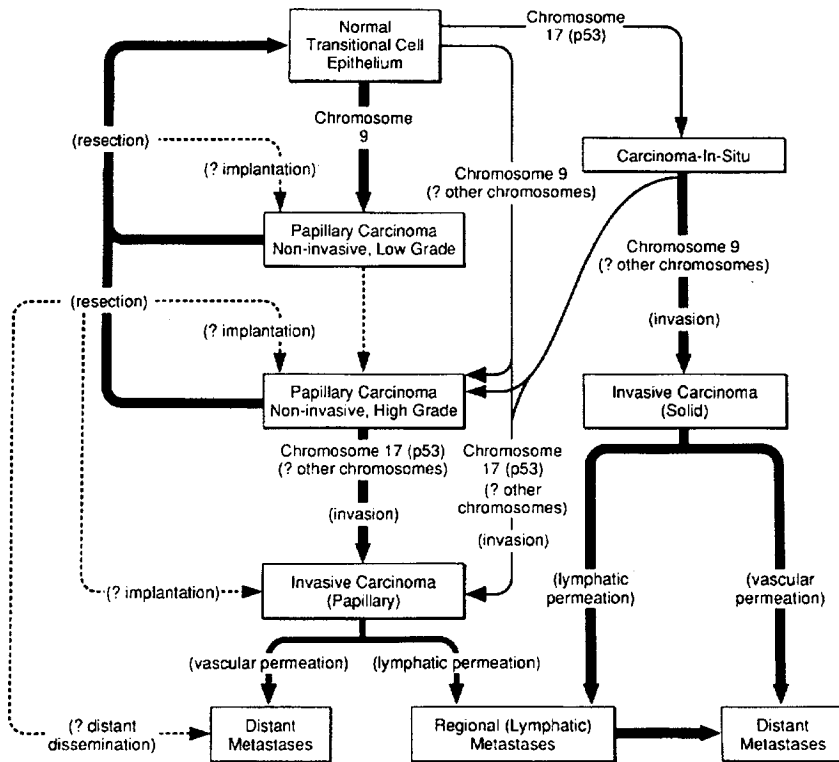 Normal
Transitional Cell
Epithelium
Chromosome
17 (p53)
Chromosome
9
(resection)
(? implantation)
Chromosome 9
(? other chromosomes)
Carcinoma-In-Situ
Papillary Carcinoma
Non-invasive, Low Grade
Chromosome 9
(? other chromosomes)
(resection)
(? implantation)
(invasion)
Papillary Carcinoma
Non-invasive, High Grade
Invasive Carcinoma
(Solid)
Chromosome 17 (p53)
(? other chromosomes)
Chromosome
17 (p53)
(? other
chromosomes)
(invasion)
(invasion)
(? implantation)
Invasive Carcinoma
(Papillary)
(lymphatic
permeation)
(vascular
permeation)
(vascular permeation)
(lymphatic permeation)
(? distant
dissemination)
Distant
Metastases
Regional (Lymphatic)
Metastases
Distant
Metastases